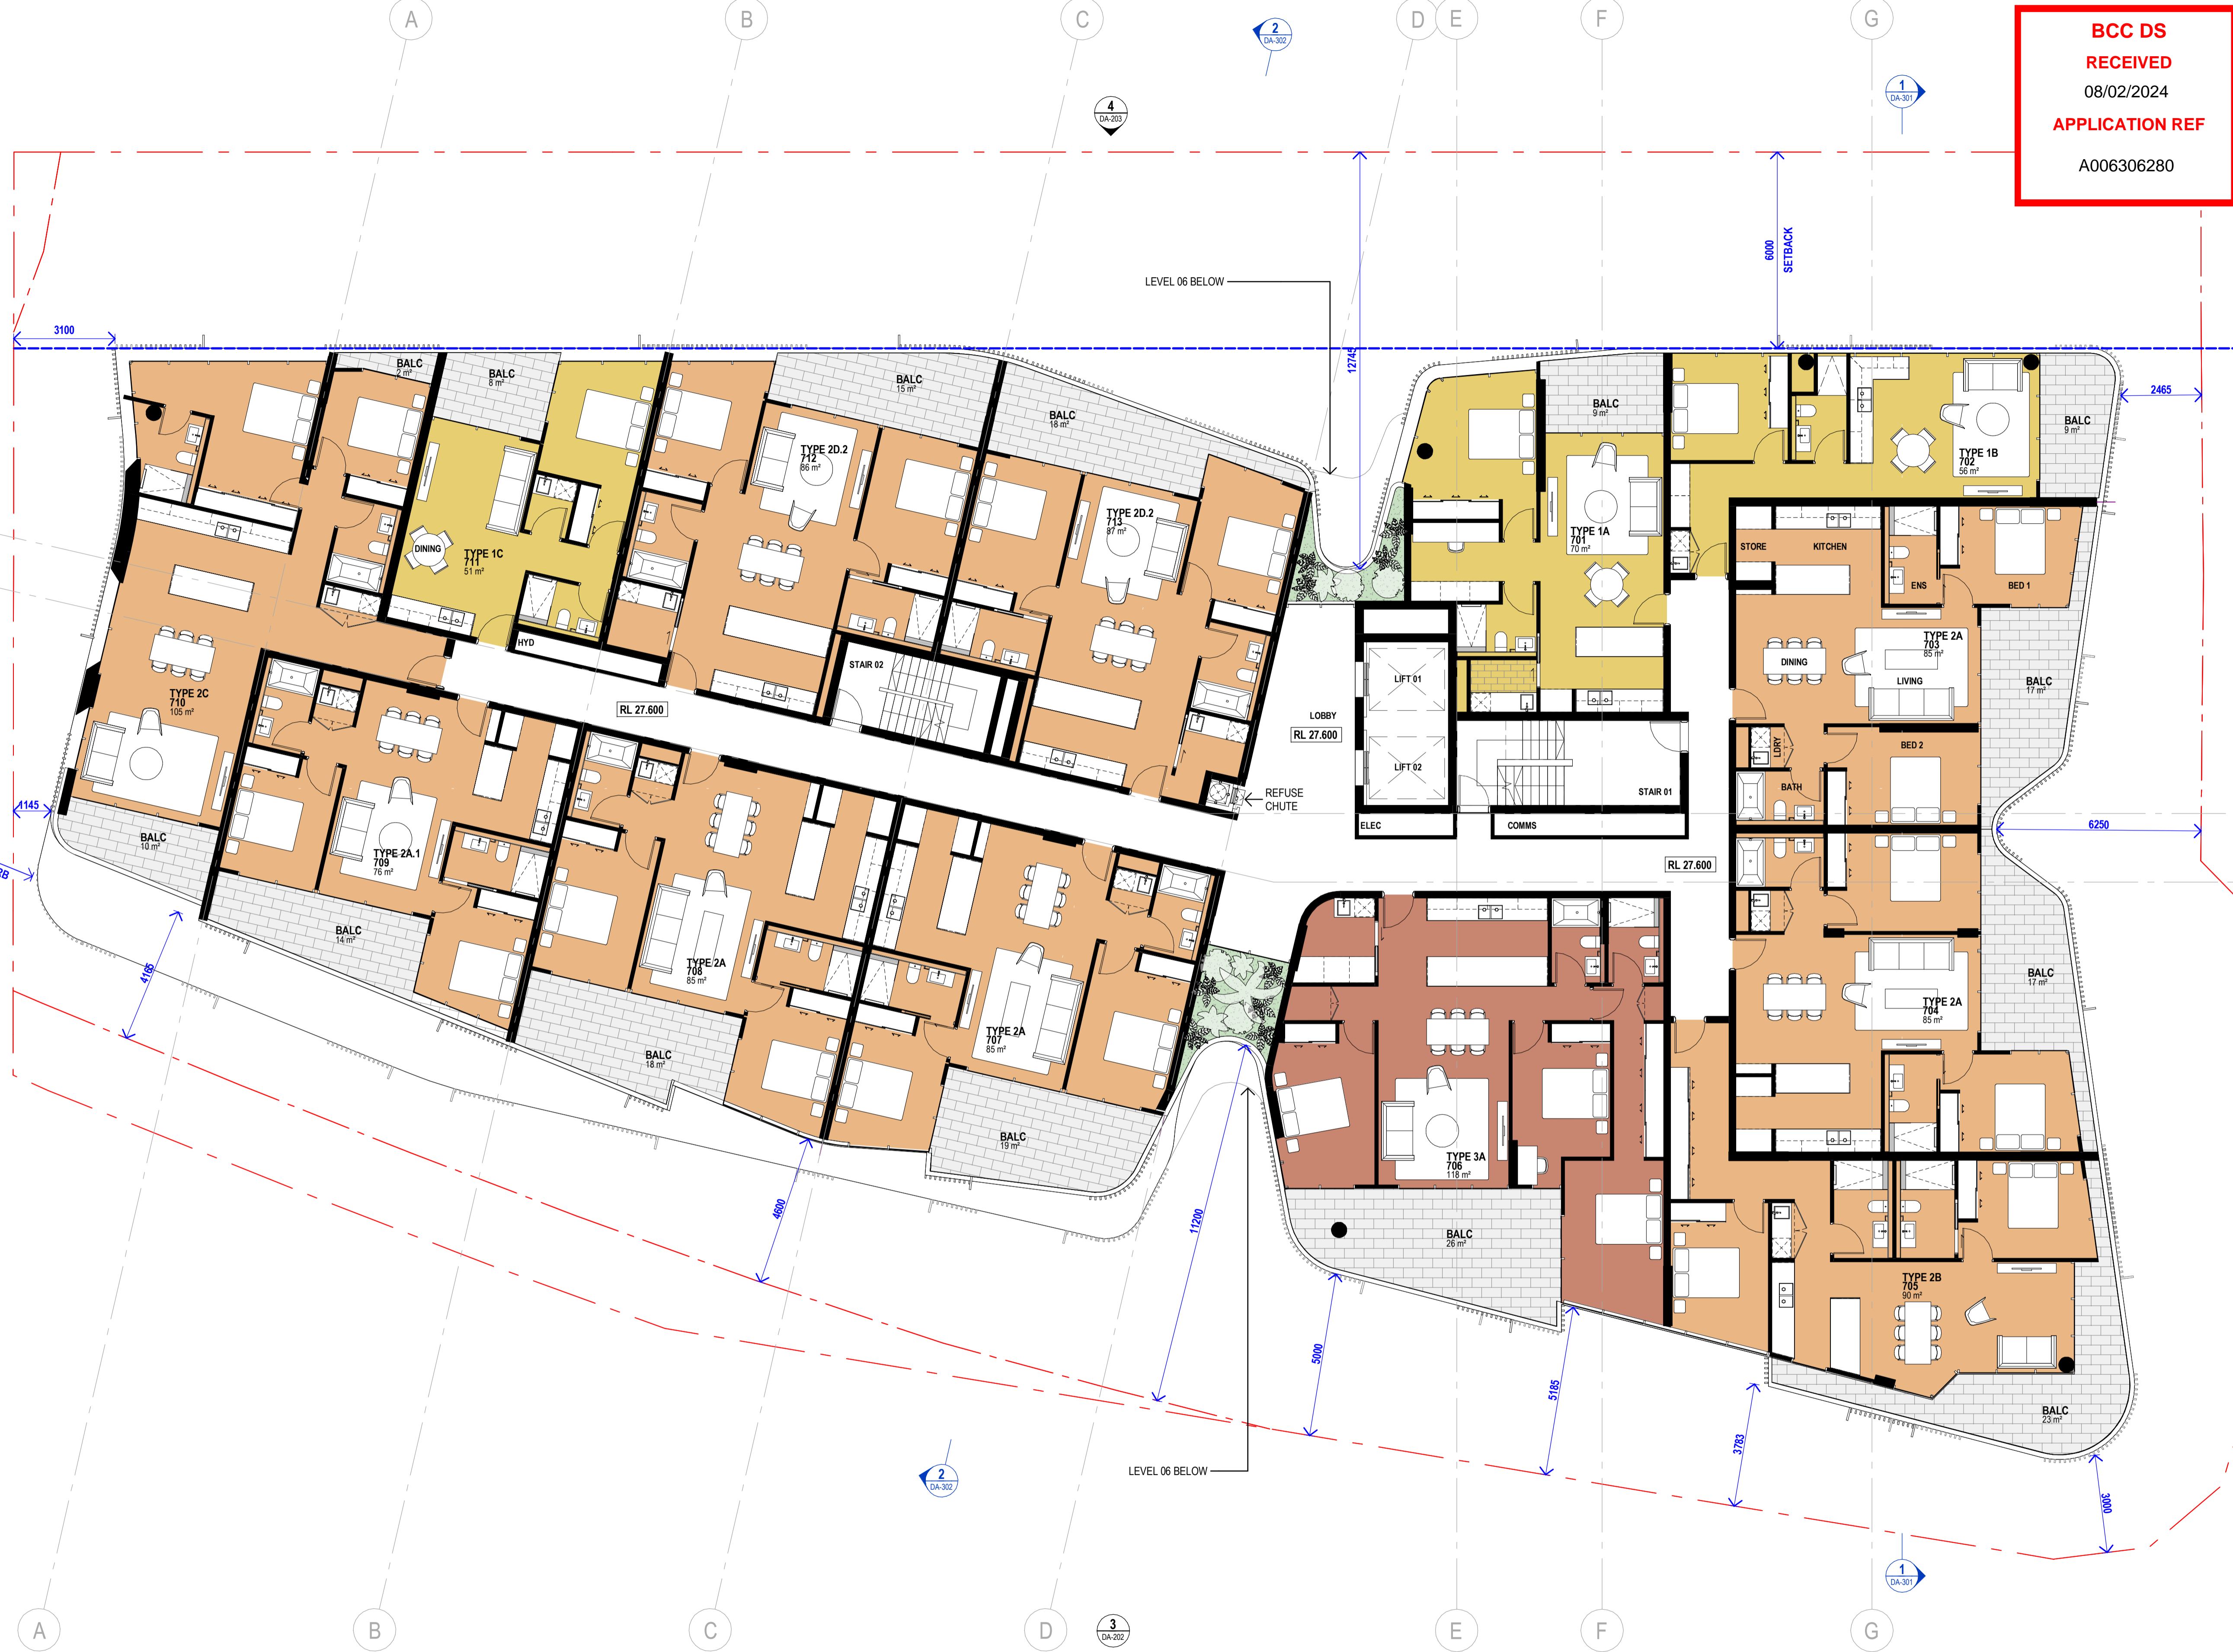 A
B
C
D
E
F
G
2
DA-302
1
DA-301
4
DA-203
BCC DS
RECEIVED
08/02/2024
APPLICATION REF
A006306280
6000
SETBACK
12745
LEVEL 06 BELOW
3100
2465
BALC
2 m²
BALC
8 m²
BALC
15 m²
BALC
18 m²
BALC
9 m²
BALC
9 m²
TYPE 2D.2
712
86 m²
TYPE 2D.2
713
87 m²
TYPE 1A
701
70 m²
TYPE 1B
702
56 m²
DINING
TYPE 1C
711
51 m²
STORE
KITCHEN
ENS
BED 1
HYD
STAIR 02
TYPE 2A
703
85 m²
DINING
LIVING
BALC
17 m²
TYPE 2C
710
105 m²
RL 27.600
LIFT 01
LOBBY
RL 27.600
LIFT 02
LDRY
BED 2
BATH
STAIR 01
REFUSE
CHUTE
1145
ELEC
COMMS
6250
BALC
10 m²
TYPE 2A.1
709
76 m²
RL 27.600
BALC
14 m²
4165
TYPE 2A
708
85 m²
BALC
17 m²
TYPE 2A
704
85 m²
TYPE 2A
707
85 m²
BALC
18 m²
BALC
19 m²
TYPE 3A
706
118 m²
4600
11200
BALC
26 m²
TYPE 2B
705
90 m²
5000
5185
3783
BALC
23 m²
3000
LEVEL 06 BELOW
2
DA-302
1
DA-301
3
DA-202
A
B
C
D
E
F
G